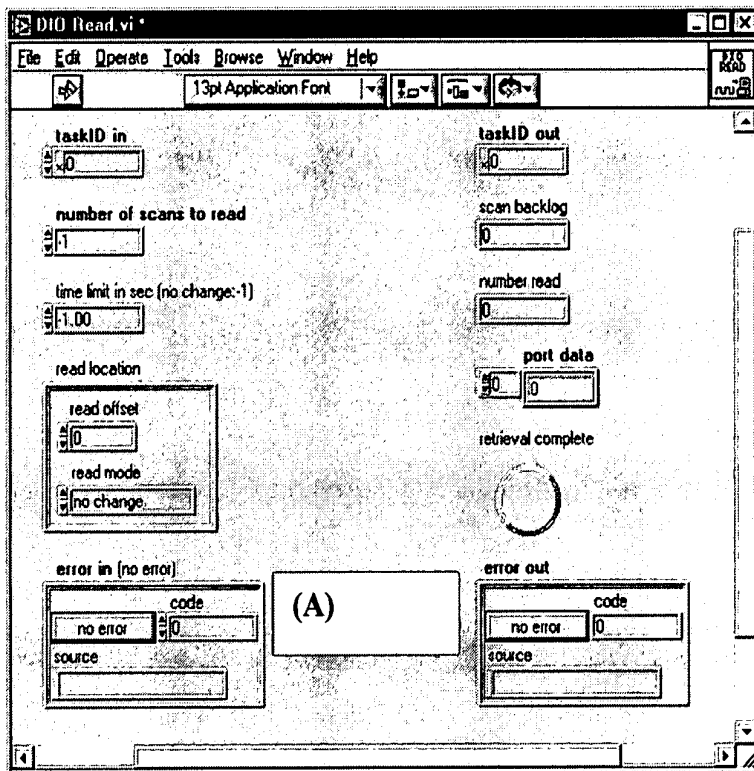 DIO Read.vi *
File Edit Operate Tools Browse Window Help
DIO
READ
13pt Application Font
taskID in
x0
taskID out
x0
number of scans to read
-1
scan backlog
0
time limit in sec (no change:-1)
-1.00
number read
0
read location
port data
0 0
read offset
0
retrieval complete
read mode
no change
error in (no error)
error out
code
no error 0
source
(A)
code
no error 0
source